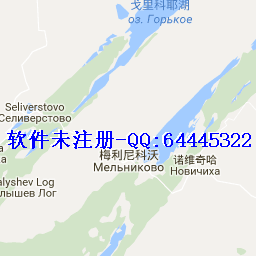 戈里科耶湖
оз. Горькое
Seliverstovo
Селиверстово
软件未注册-QQ:64445322
а
梅利尼科沃
Мельниково
诺维奇哈
Новичиха
alyshev Log
лышев Лог